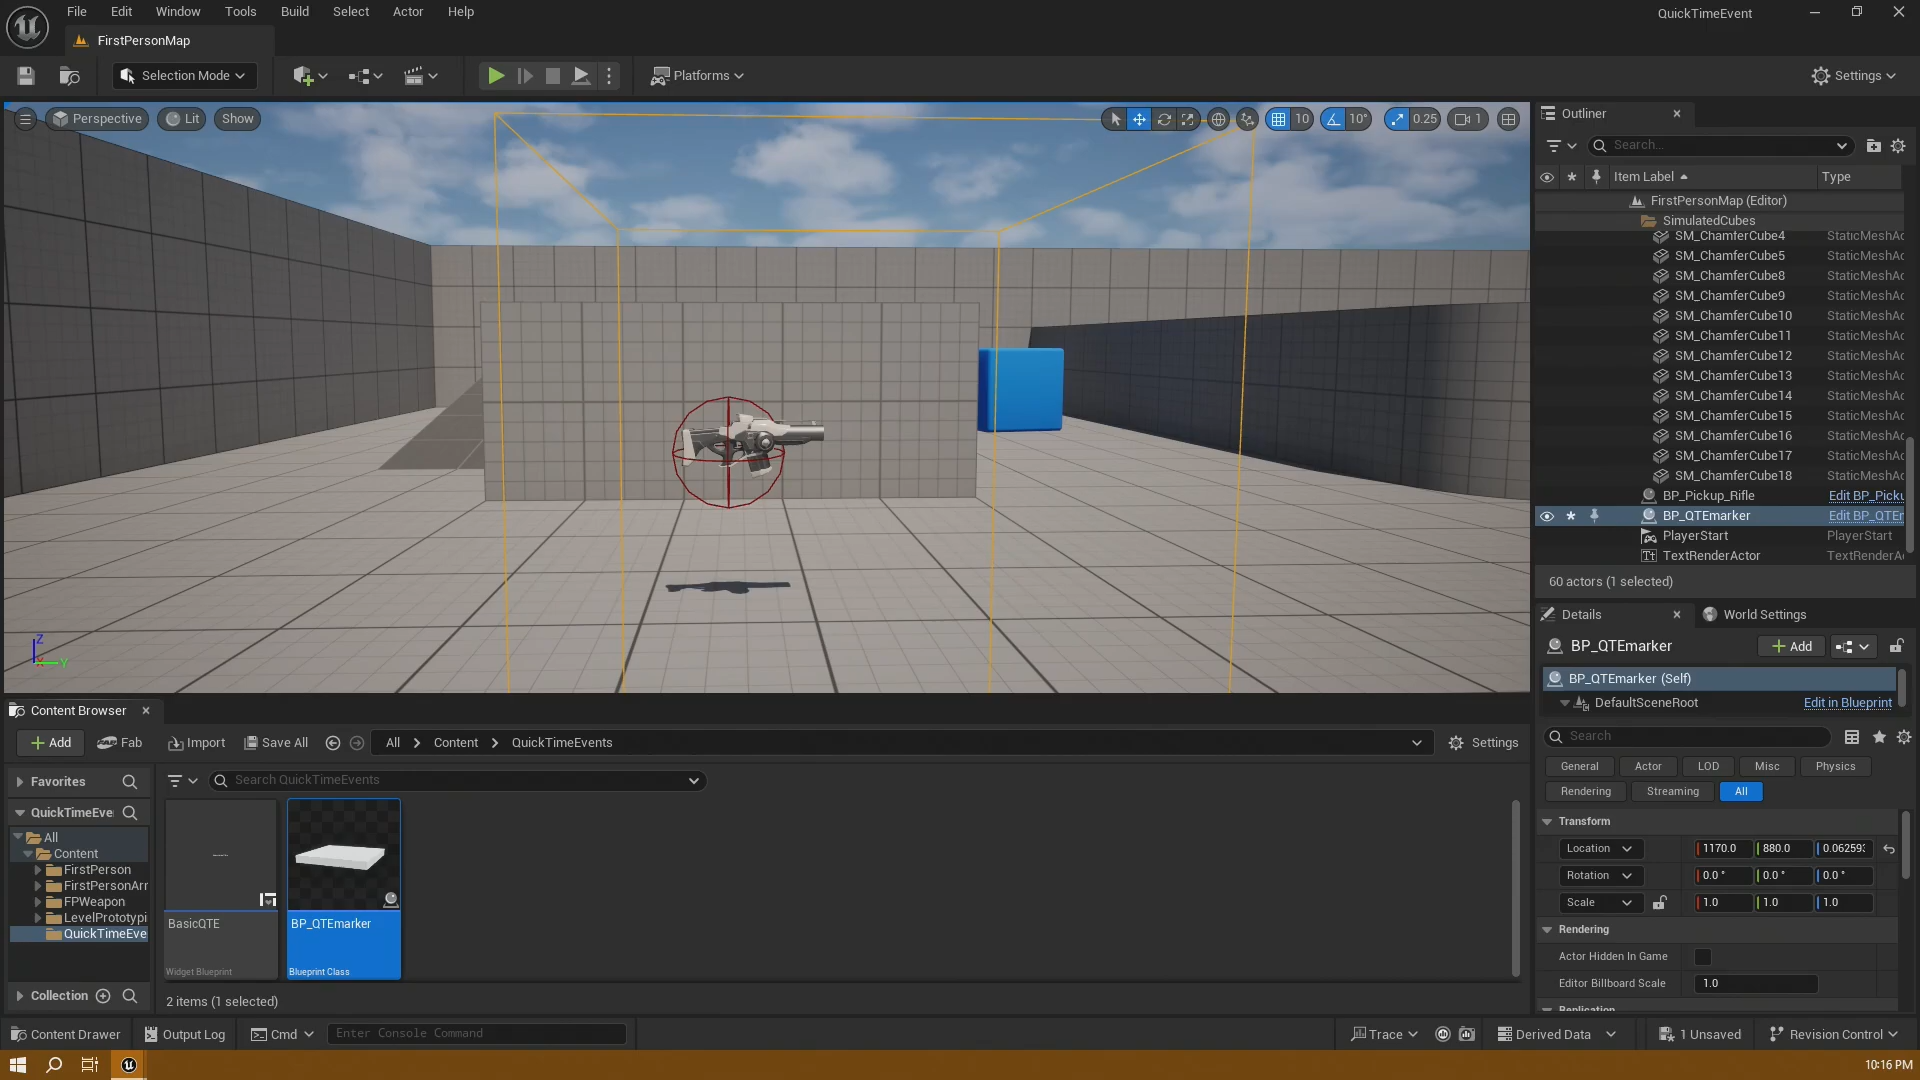 File Edit Window Tools Build Select Actor Help
QuickTimeEvent
FirstPersonMap
Selection Mode
Platforms
Settings
Perspective
Lit
Show
10
10°
0.25
1
Outliner
Search...
Item Label
Type
FirstPersonMap (Editor)
SimulatedCubes
SM_ChamferCube4 StaticMeshAc
SM_ChamferCube5 StaticMeshAc
SM_ChamferCube8 StaticMeshAc
SM_ChamferCube9 StaticMeshAc
SM_ChamferCube10 StaticMeshAc
SM_ChamferCube11 StaticMeshAc
SM_ChamferCube12 StaticMeshAc
SM_ChamferCube13 StaticMeshAc
SM_ChamferCube14 StaticMeshAc
SM_ChamferCube15 StaticMeshAc
SM_ChamferCube16 StaticMeshAc
SM_ChamferCube17 StaticMeshAc
SM_ChamferCube18 StaticMeshAc
BP_Pickup_Rifle Edit BP_Picku
BP_QTEmarker Edit BP_QTEr
PlayerStart PlayerStart
TextRenderActor TextRenderA
60 actors (1 selected)
Details
World Settings
BP_QTEmarker
Add
BP_QTEmarker (Self)
DefaultSceneRoot Edit in Blueprint
Search
General Actor LOD Misc Physics
Rendering Streaming All
Transform
Location 1170.0 880.0 0.062593
Rotation 0.0° 0.0° 0.0°
Scale 1.0 1.0 1.0
Rendering
Actor Hidden In Game
Editor Billboard Scale 1.0
Replication
Z
X
Y
Content Browser
Add
Fab
Import
Save All
All Content QuickTimeEvents
Settings
Favorites
QuickTimeEve
All
Content
FirstPerson
FirstPersonArr
FPWeapon
LevelPrototypi
QuickTimeEve
Collection
Search QuickTimeEvents
BasicQTE
Widget Blueprint
BP_QTEmarker
Blueprint Class
2 items (1 selected)
Content Drawer
Output Log
Cmd
Enter Console Command
Trace
Derived Data
1 Unsaved
Revision Control
10:16 PM